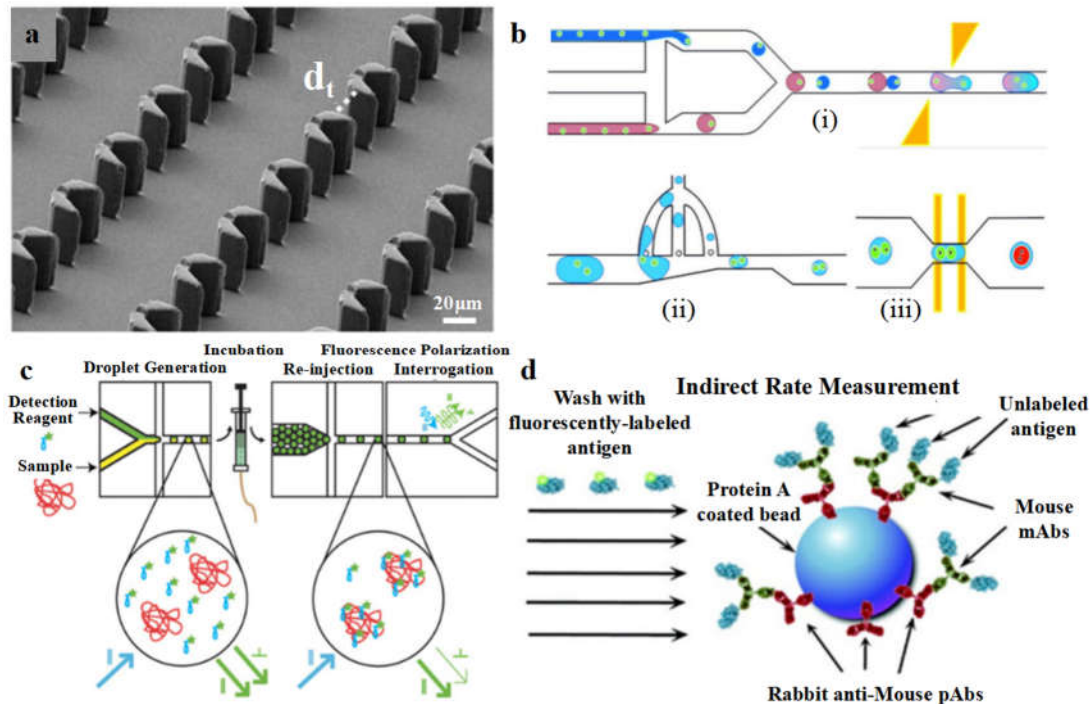 a
dt
20µm
b
(i)
(ii)
(iii)
c
Droplet Generation
Incubation
Re-injection
Fluorescence Polarization
Interrogation
Detection
Reagent
Sample
d
Indirect Rate Measurement
Wash with
fluorescently-labeled
antigen
Unlabeled
antigen
Protein A
coated bead
Mouse
mAbs
Rabbit anti-Mouse pAbs